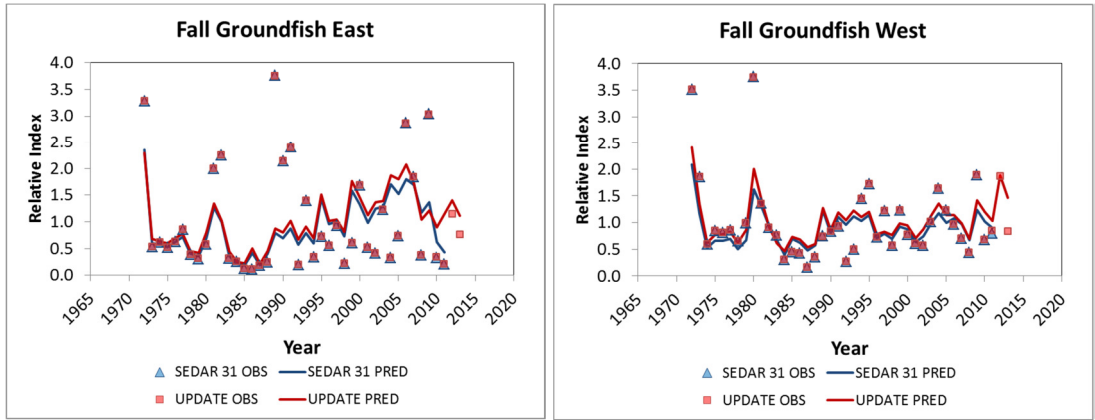 Fall Groundfish East
Relative Index
4.0
3.5
3.0
2.5
2.0
1.5
1.0
0.5
0.0
1965 1970 1975 1980 1985 1990 1995 2000 2005 2010 2015 2020
Year
SEDAR 31 OBS SEDAR 31 PRED
UPDATE OBS UPDATE PRED
Fall Groundfish West
Relative Index
4.0
3.5
3.0
2.5
2.0
1.5
1.0
0.5
0.0
1965 1970 1975 1980 1985 1990 1995 2000 2005 2010 2015 2020
Year
SEDAR 31 OBS SEDAR 31 PRED
UPDATE OBS UPDATE PRED